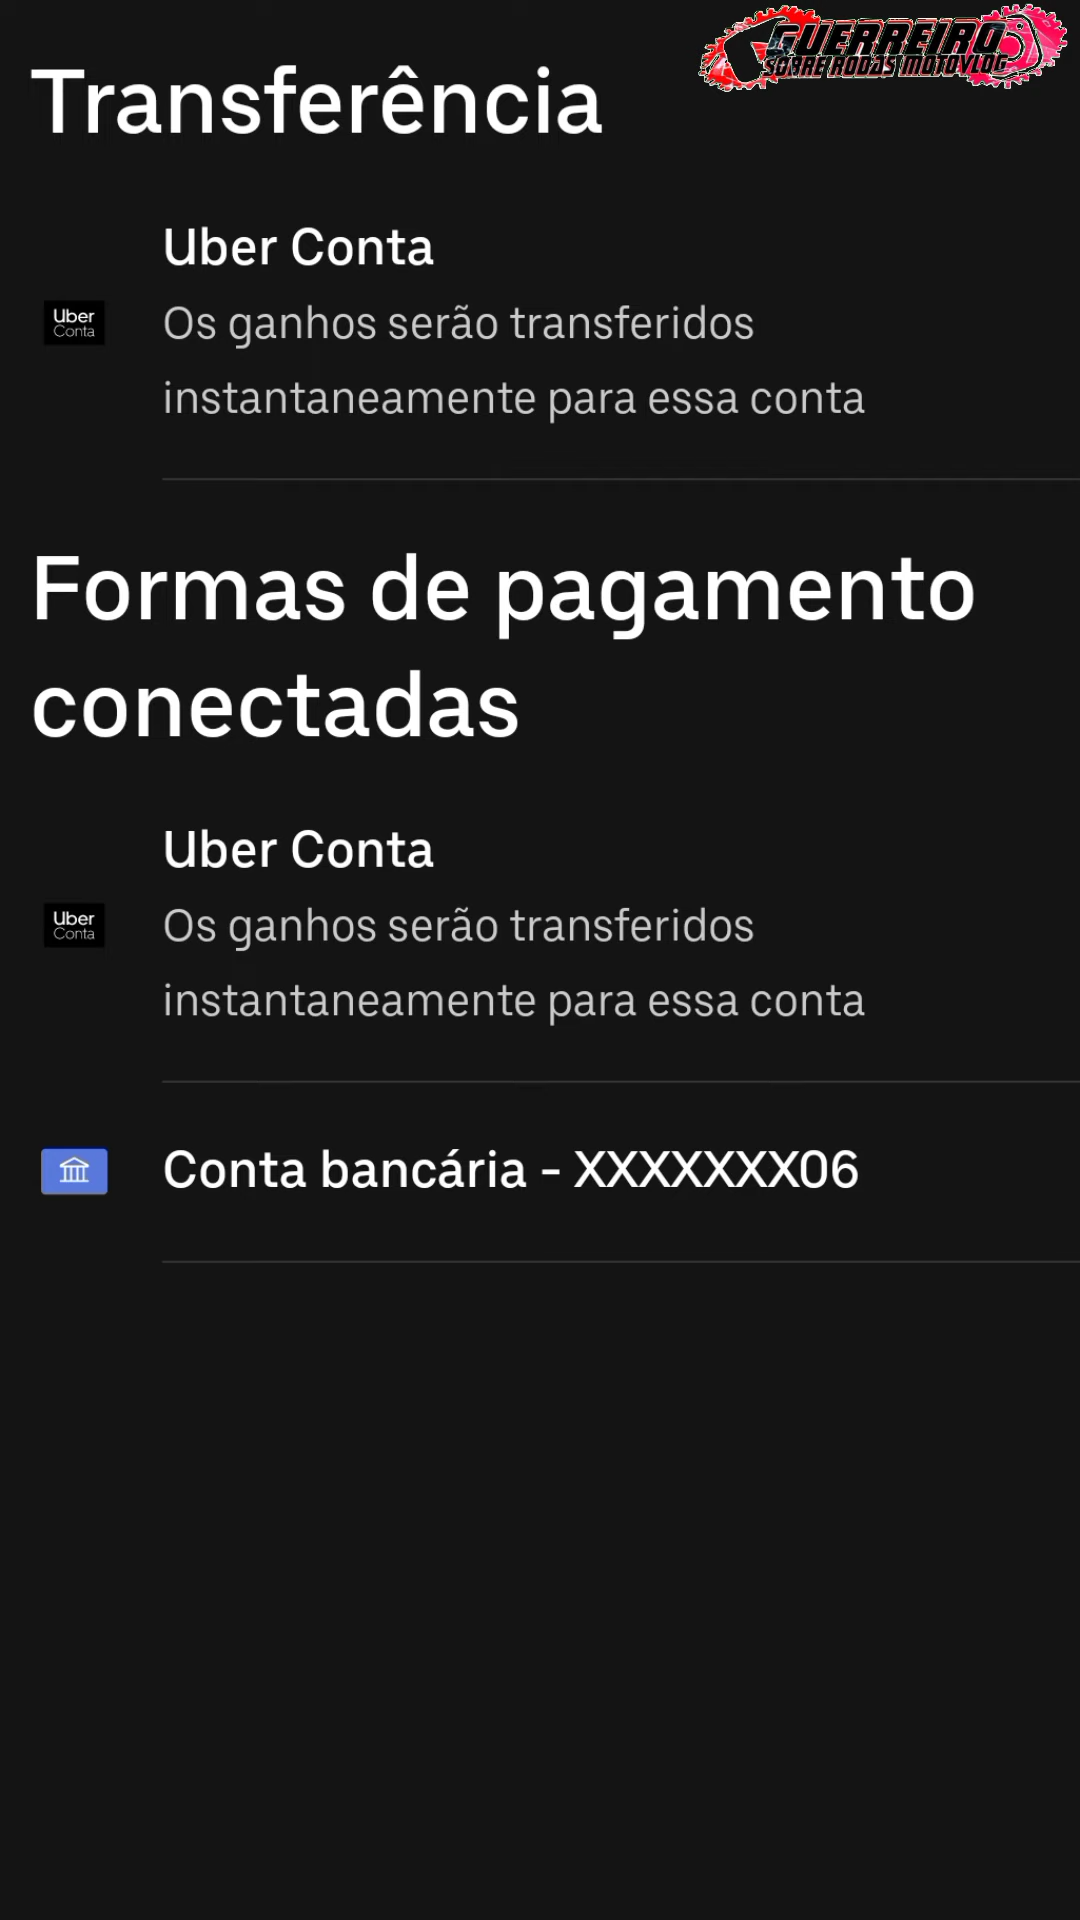 GUERREIRO
SOBRE RODAS MOTOVLOG
Transferência
Uber Conta
Uber
Conta
Os ganhos serão transferidos
instantaneamente para essa conta
Formas de pagamento
conectadas
Uber Conta
Uber
Conta
Os ganhos serão transferidos
instantaneamente para essa conta
Conta bancária - XXXXXXX06